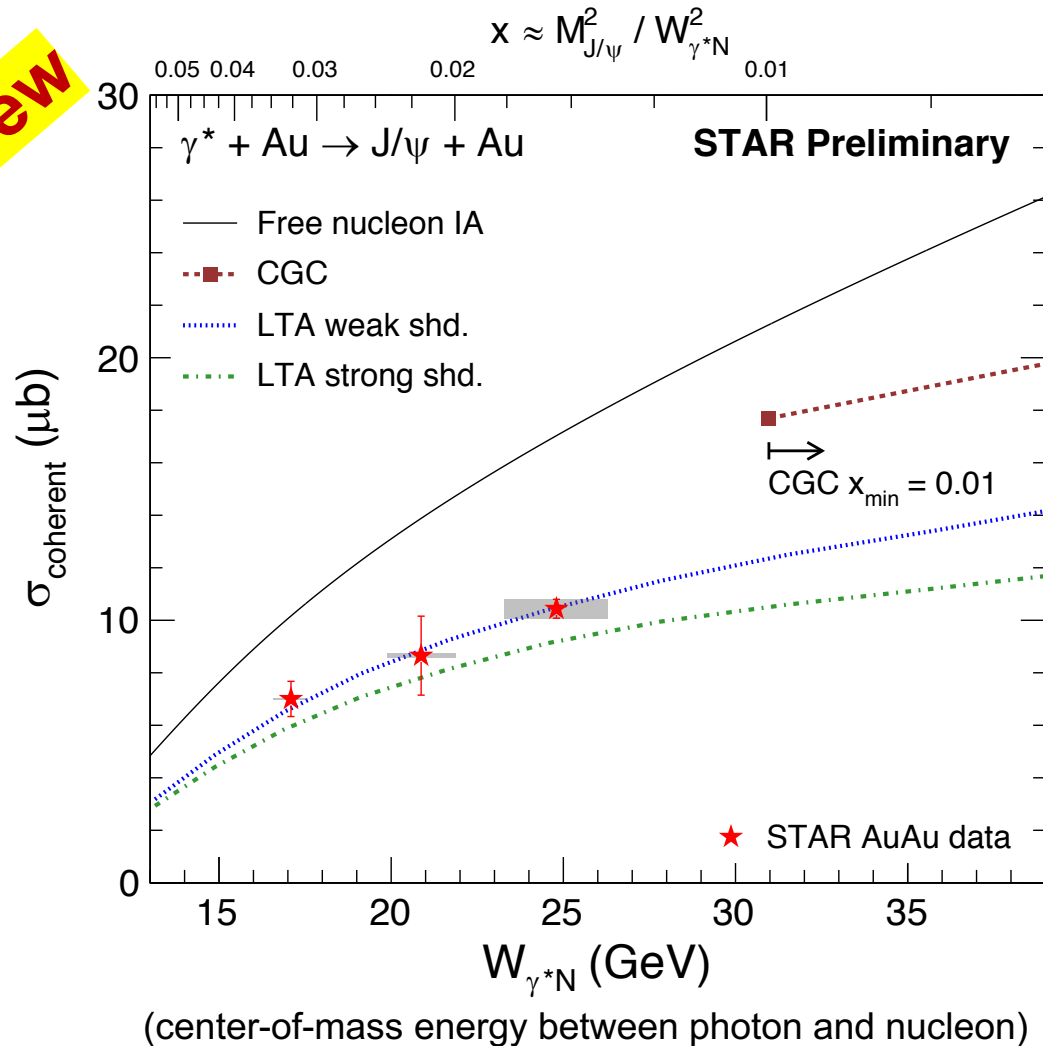 ew
x ≈ M²J/ψ / W²γ*N
0.05 0.04 0.03 0.02 0.01
γ* + Au → J/ψ + Au
STAR Preliminary
Free nucleon IA
CGC
LTA weak shd.
LTA strong shd.
CGC xmin = 0.01
STAR AuAu data
σcoherent (μb)
30
20
10
0
15 20 25 30 35
Wγ*N (GeV)
(center-of-mass energy between photon and nucleon)